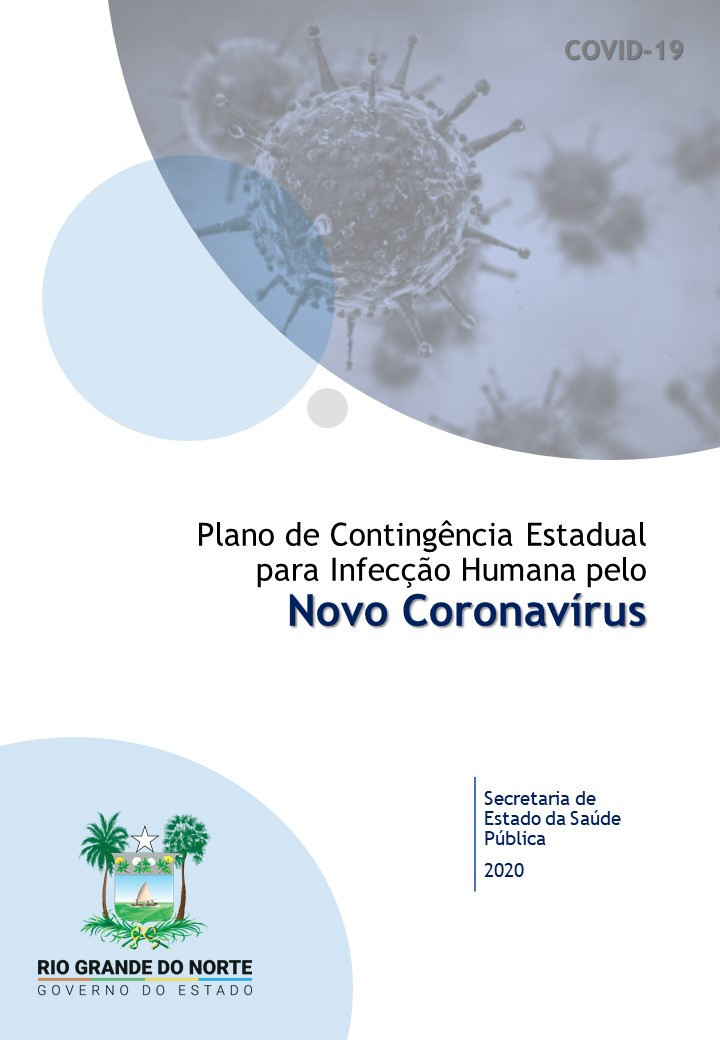 COVID-19
Plano de Contingência Estadual
para Infecção Humana pelo
Novo Coronavírus
Secretaria de
Estado da Saúde
Pública
2020
RIO GRANDE DO NORTE
GOVERNO DO ESTADO